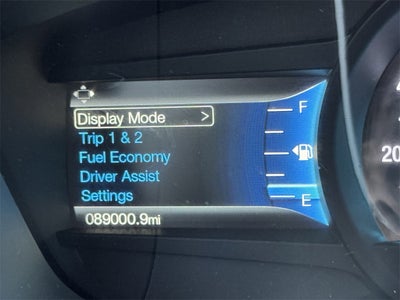 Display Mode >
F
Trip 1 & 2
Fuel Economy
Driver Assist
Settings
E
089000.9mi
20